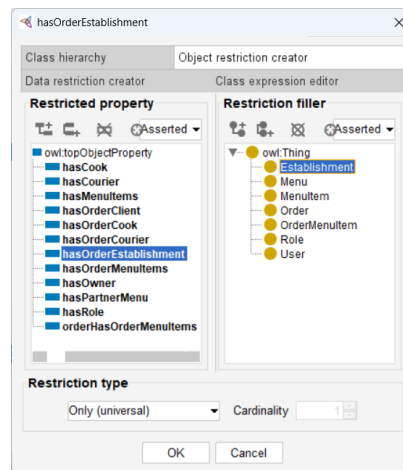 hasOrderEstablishment
Class hierarchy
Object restriction creator
Data restriction creator
Class expression editor
Restricted property
Asserted
owl:topObjectProperty
hasCook
hasCourier
hasMenuItems
hasOrderClient
hasOrderCook
hasOrderCourier
hasOrderEstablishment
hasOrderMenuItems
hasOwner
hasPartnerMenu
hasRole
orderHasOrderMenuItems
Restriction filler
Asserted
owl:Thing
Establishment
Menu
MenuItem
Order
OrderMenuItem
Role
User
Restriction type
Only (universal)
Cardinality
1
OK
Cancel